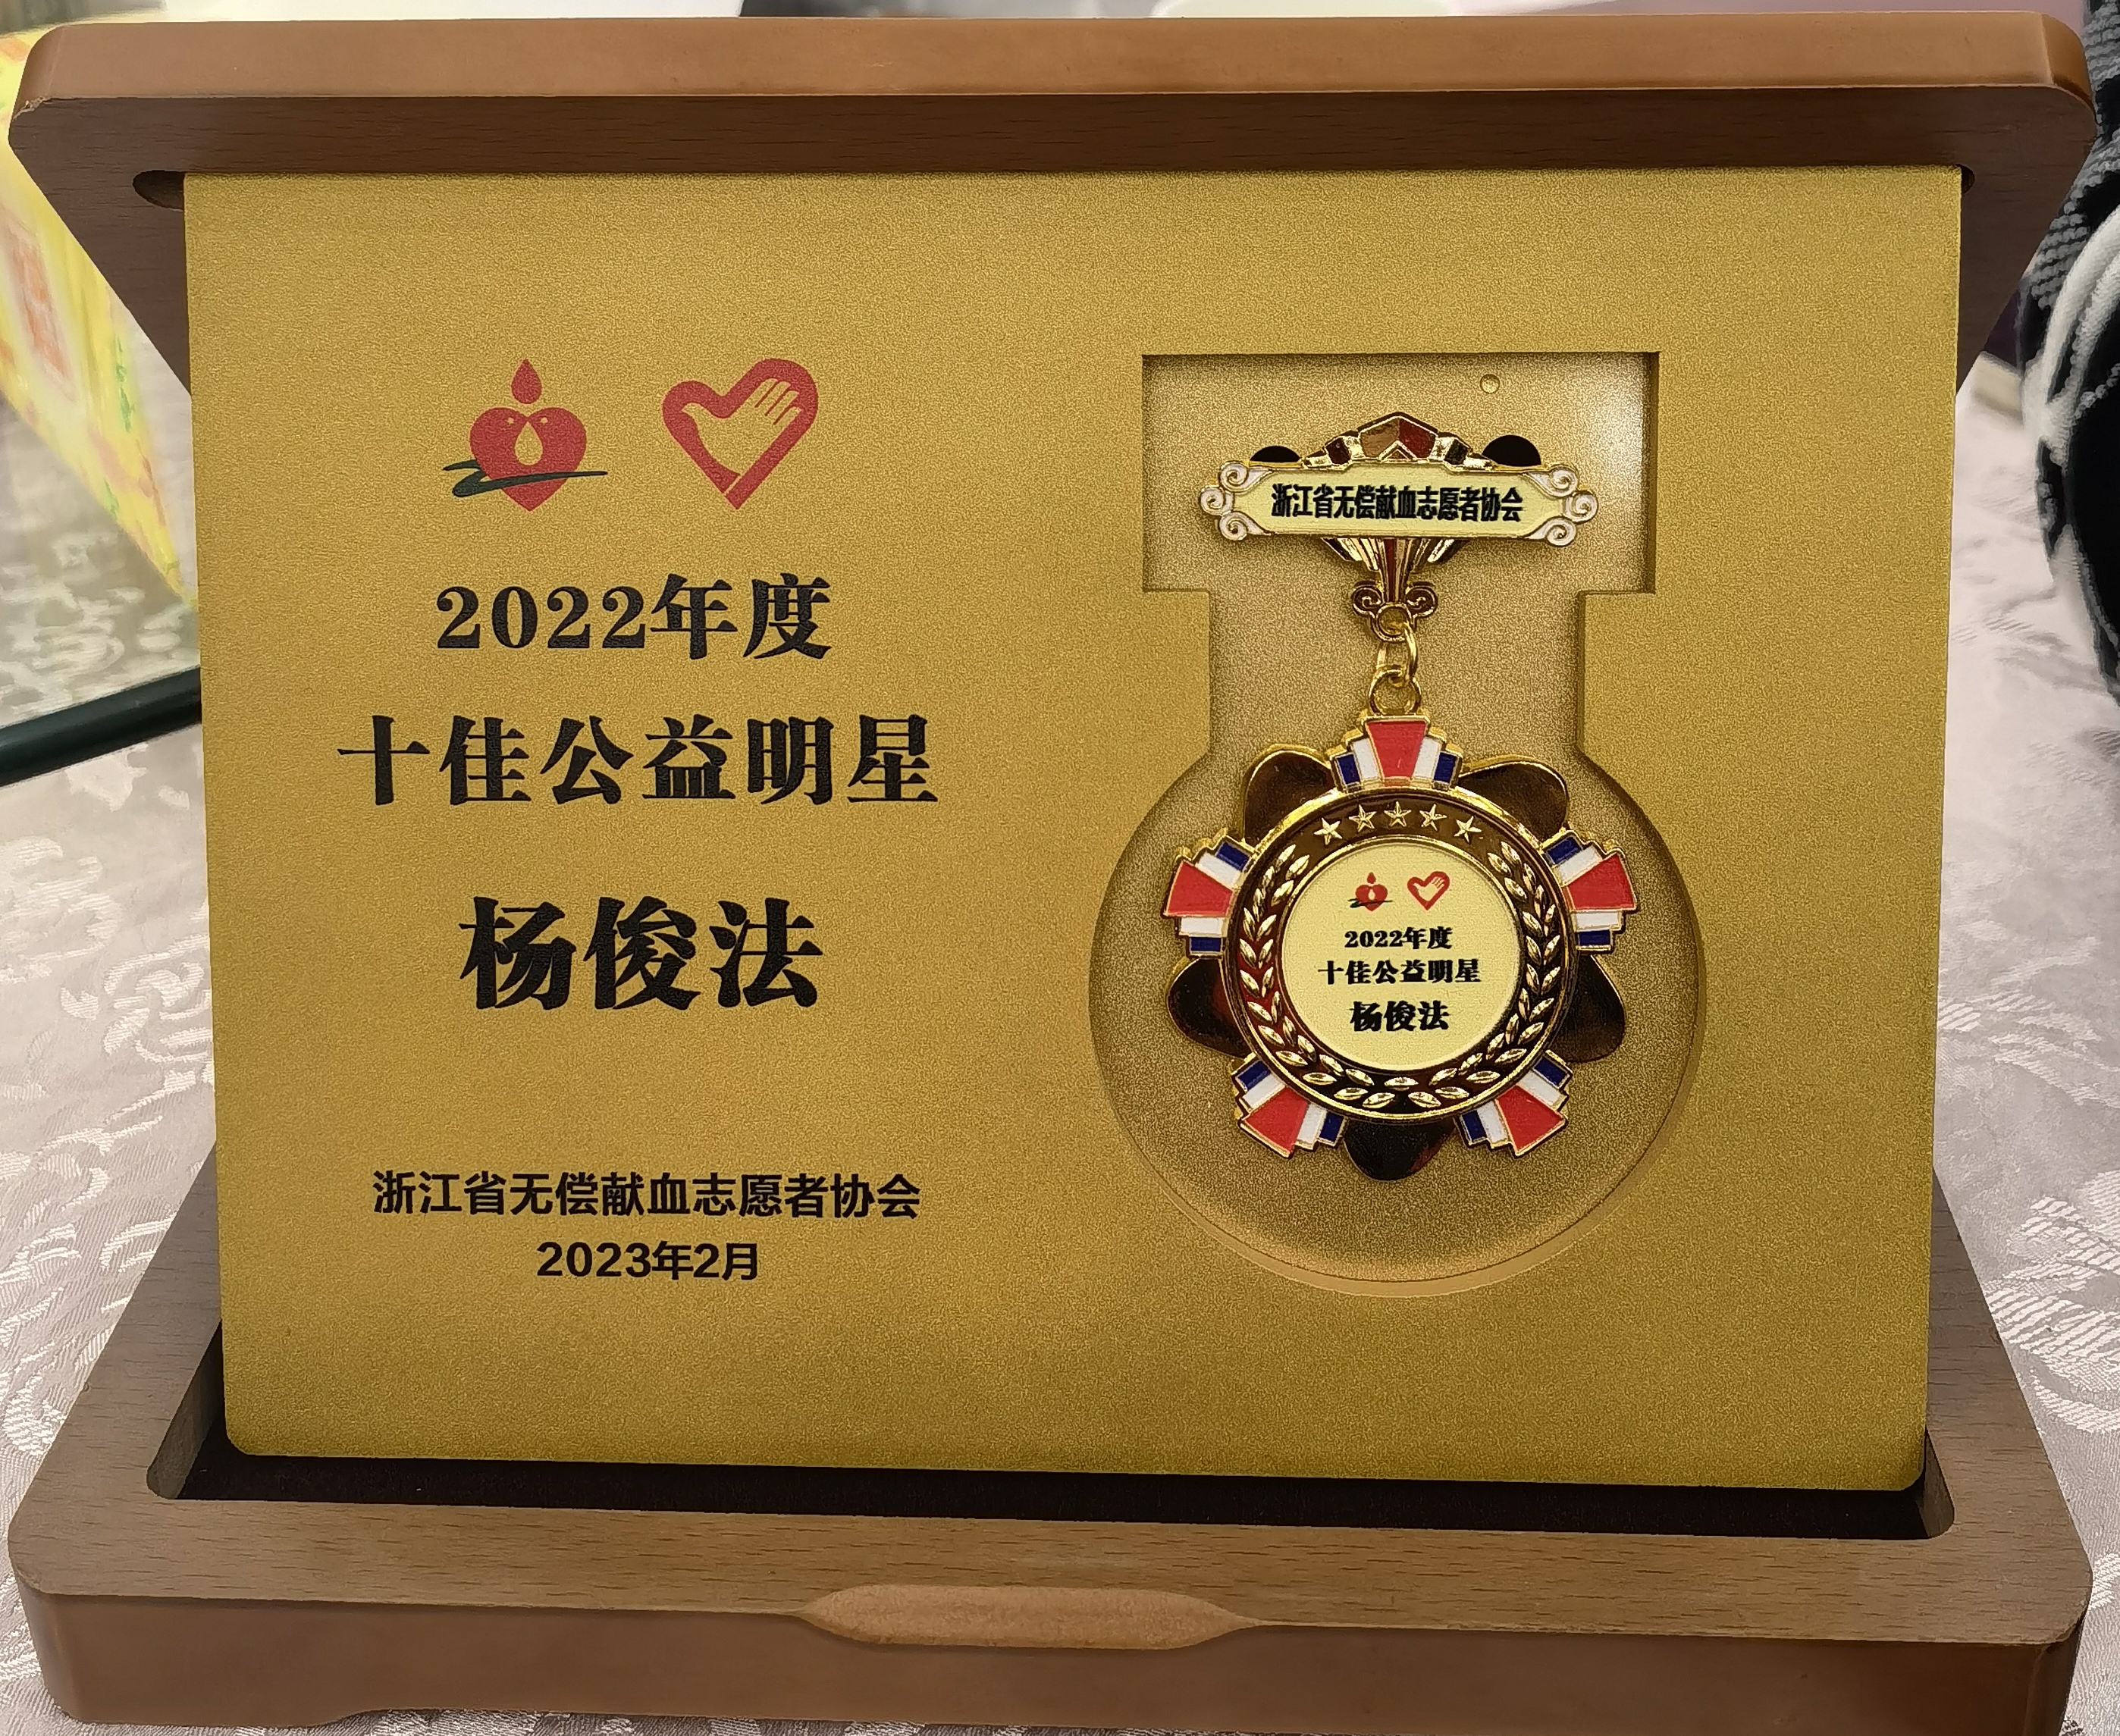 2022年度
十佳公益明星
杨俊法
浙江省无偿献血志愿者协会
2023年2月
浙江省无偿献血志愿者协会
2022年度
十佳公益明星
杨俊法